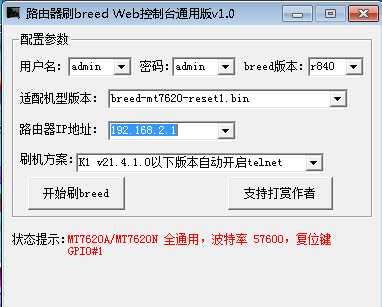 路由器刷breed Web控制台通用版v1.0
配置参数
用户名: admin 密码: admin breed版本: r840
适配机型版本: breed-mt7620-reset1.bin
路由器IP地址: 192.168.2.1
刷机方案: K1 v21.4.1.0以下版本自动开启telnet
开始刷breed 支持打赏作者
状态提示:MT7620A/MT7620N 全通用，波特率 57600，复位键
GPIO#1